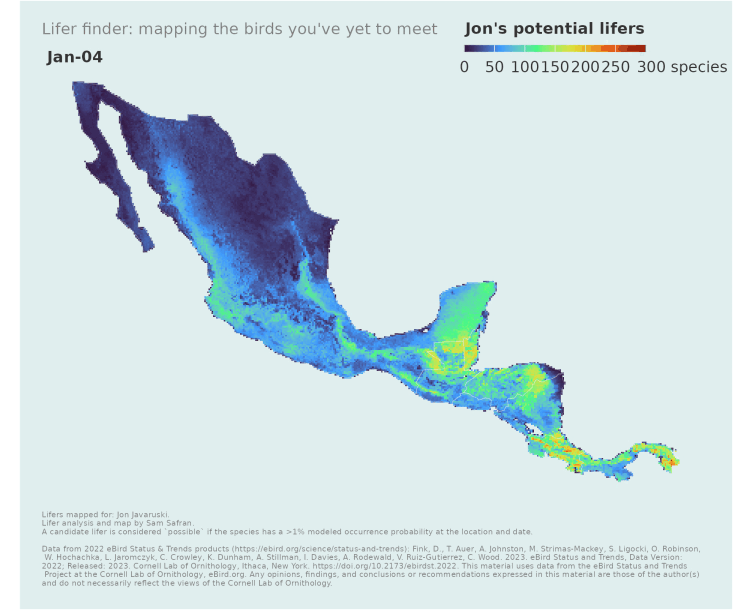 Lifer finder: mapping the birds you've yet to meet
Jon's potential lifers
Jan-04
0 50 100 150 200 250 300 species
Lifers mapped for: Jon Javaruski.
Lifer analysis and map by Sam Safran.
A candidate lifer is considered `possible` if the species has a >1% modeled occurrence probability at the location and date.
Data from 2022 eBird Status & Trends products (https://ebird.org/science/status-and-trends): Fink, D., T. Auer, A. Johnston, M. Strimas-Mackey, S. Ligocki, O. Robinson,
W. Hochachka, L. Jaromczyk, C. Crowley, K. Dunham, A. Stillman, I. Davies, A. Rodewald, V. Ruiz-Gutierrez, C. Wood. 2023. eBird Status and Trends, Data Version:
2022; Released: 2023. Cornell Lab of Ornithology, Ithaca, New York. https://doi.org/10.2173/ebirdst.2022. This material uses data from the eBird Status and Trends
Project at the Cornell Lab of Ornithology, eBird.org. Any opinions, findings, and conclusions or recommendations expressed in this material are those of the author(s)
and do not necessarily reflect the views of the Cornell Lab of Ornithology.